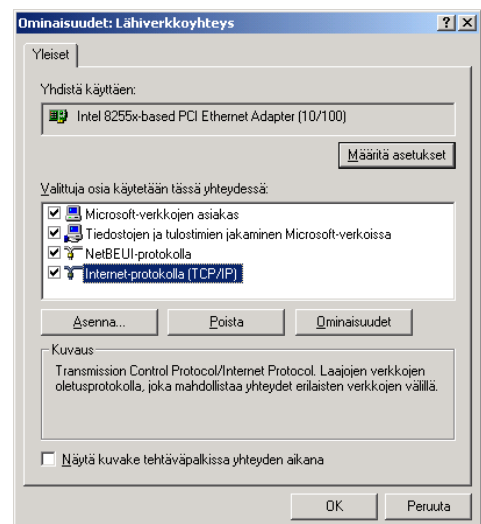 Ominaisuudet: Lähiverkkoyhteys
Yleiset
Yhdistä käyttäen:
Intel 8255x-based PCI Ethernet Adapter (10/100)
Määritä asetukset
Valittuja osia käytetään tässä yhteydessä:
Microsoft-verkkojen asiakas
Tiedostojen ja tulostimien jakaminen Microsoft-verkoissa
NetBEUI-protokolla
Internet-protokolla (TCP/IP)
Asenna... Poista Ominaisuudet
Kuvaus
Transmission Control Protocol/Internet Protocol. Laajojen verkkojen
oletusprotokolla, joka mahdollistaa yhteydet erilaisten verkkojen välillä.
Näytä kuvake tehtäväpalkissa yhteyden aikana
OK Peruuta